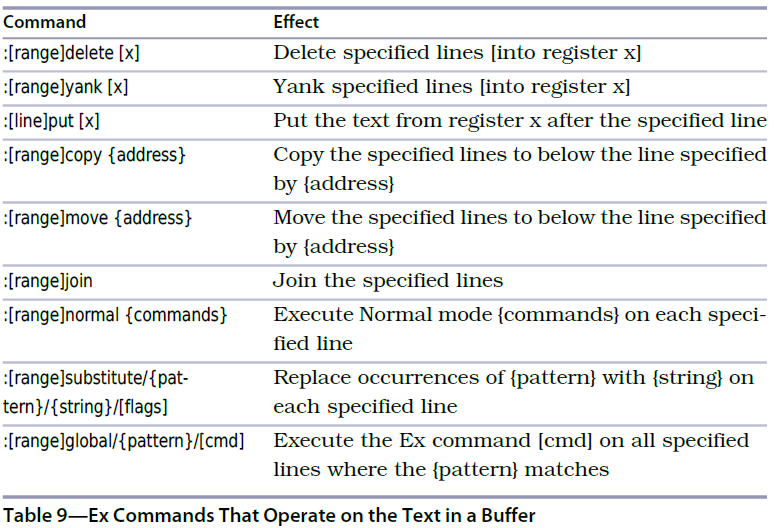 Command Effect
:[range]delete [x] Delete specified lines [into register x]
:[range]yank [x] Yank specified lines [into register x]
:[line]put [x] Put the text from register x after the specified line
:[range]copy {address} Copy the specified lines to below the line specified
by {address}
:[range]move {address} Move the specified lines to below the line specified
by {address}
:[range]join Join the specified lines
:[range]normal {commands} Execute Normal mode {commands} on each speci-
fied line
:[range]substitute/{pat- Replace occurrences of {pattern} with {string} on
tern}/{string}/[flags] each specified line
:[range]global/{pattern}/[cmd] Execute the Ex command [cmd] on all specified
lines where the {pattern} matches
Table 9—Ex Commands That Operate on the Text in a Buffer